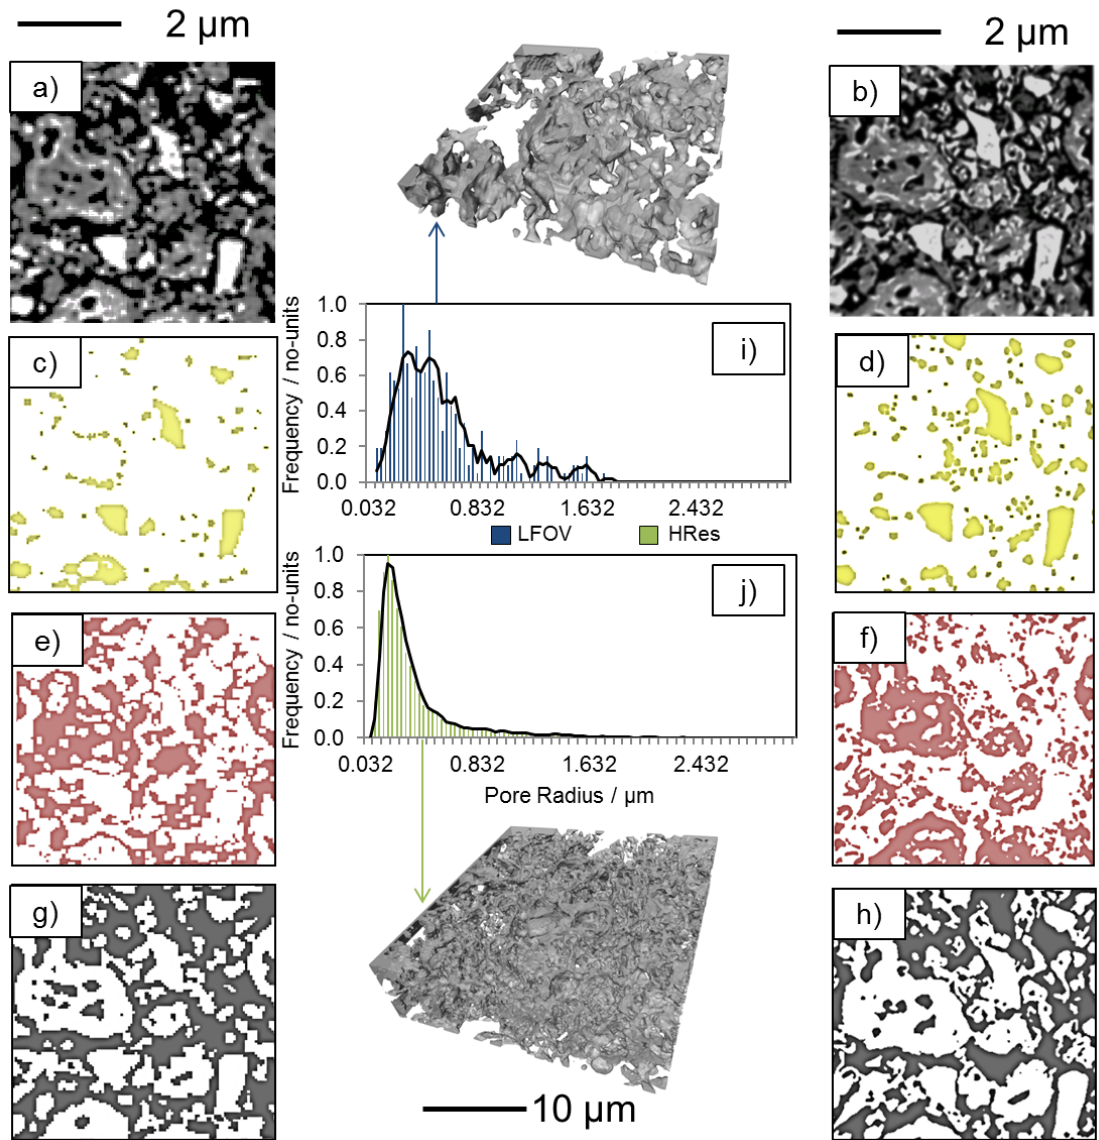 2 µm
2 µm
a)
b)
1.0
0.8
0.6
0.4
0.2
0.0
Frequency / no-units
i)
0.032
0.832
1.632
2.432
c)
d)
LFOV
HRes
1.0
0.8
0.6
0.4
0.2
0.0
Frequency / no-units
j)
0.032
0.832
1.632
2.432
Pore Radius / µm
e)
f)
g)
h)
10 µm